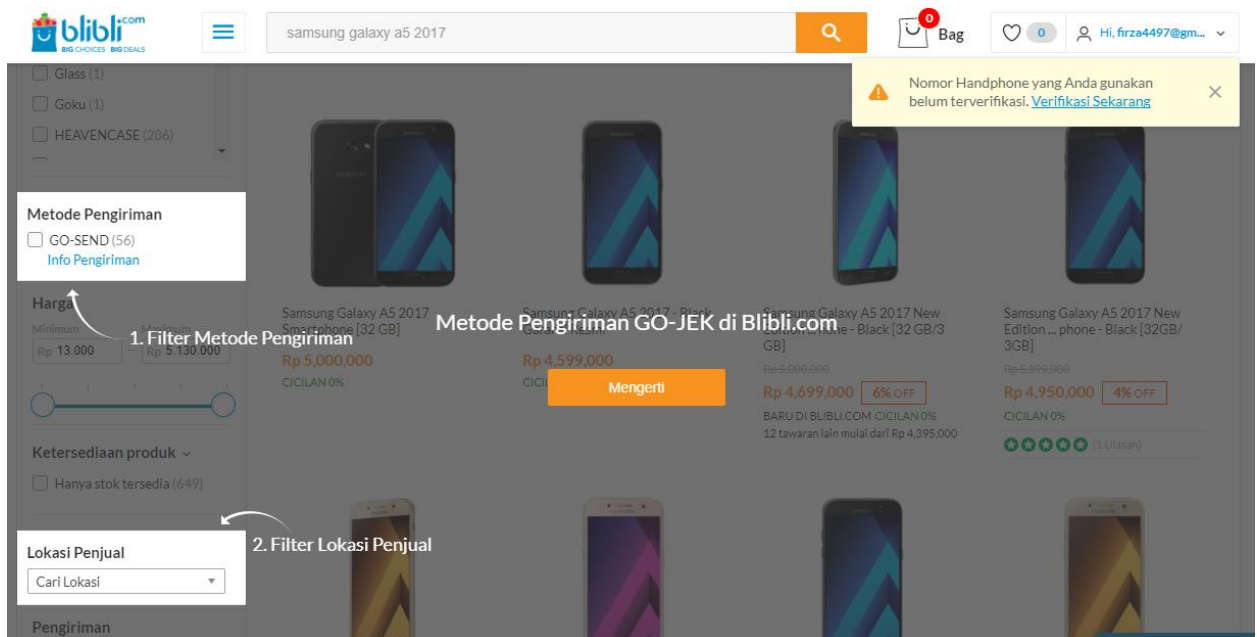 blibli.com
BIG CHOICES BIG DEALS
samsung galaxy a5 2017
0
Bag
0
Hi, firza4497@gm...
Nomor Handphone yang Anda gunakan
belum terverifikasi. Verifikasi Sekarang
Glass (1)
Goku (1)
HEAVENCASE (286)
Metode Pengiriman
GO-SEND (56)
Info Pengiriman
Harga
Minimum
Maximum
Rp 13.000
Rp 5.130.000
1. Filter Metode Pengiriman
Ketersediaan produk
Hanya stok tersedia (649)
2. Filter Lokasi Penjual
Lokasi Penjual
Cari Lokasi
Pengiriman
Metode Pengiriman GO-JEK di Blibli.com
Mengerti
Samsung Galaxy A5 2017
Smartphone [32 GB]
Rp 5,000,000
CICILAN 0%
Samsung Galaxy A5 2017 - Black
Garansi Resmi
Rp 4,599,000
Samsung Galaxy A5 2017 New
Edition ... phone - Black [32 GB/3
GB]
Rp 5.000.000
Rp 4,699,000 6% OFF
BARU DI BLIBLI.COM CICILAN 0%
12 tawaran lain mulai dari Rp 4,395,000
Samsung Galaxy A5 2017 New
Edition ... phone - Black [32GB/
3GB]
Rp 5.199.000
Rp 4,950,000 4% OFF
CICILAN 0%
(1 Ulasan)